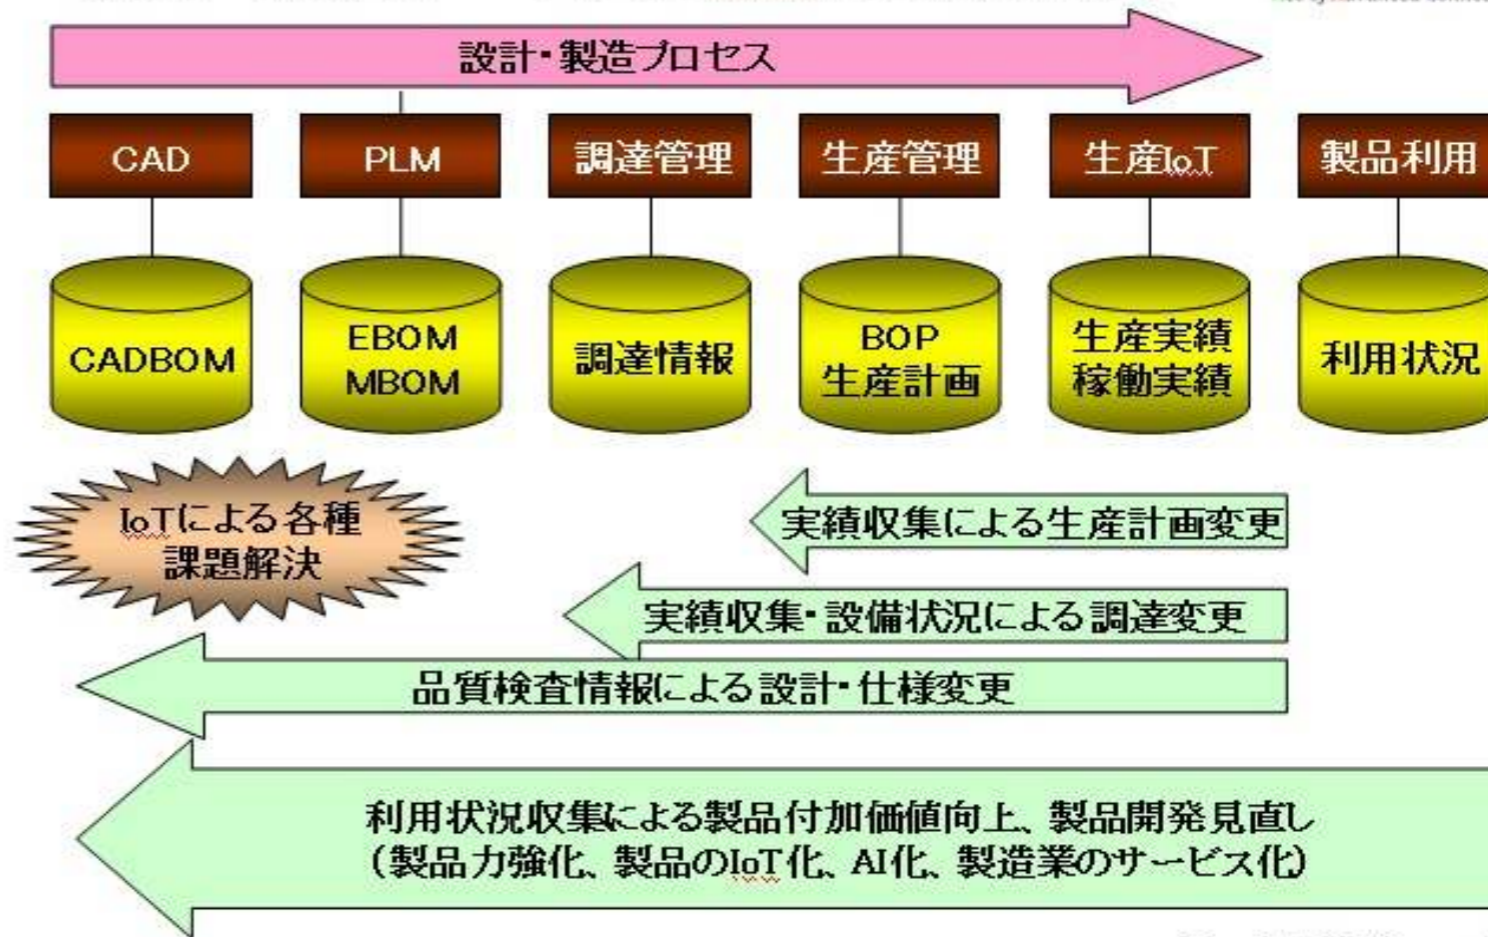 設計・製造プロセス
CAD
PLM
調達管理
生産管理
生産IoT
製品利用
CADBOM
EBOM
MBOM
調達情報
BOP
生産計画
生産実績
稼働実績
利用状況
IoTによる各種
課題解決
実績収集による生産計画変更
実績収集・設備状況による調達変更
品質検査情報による設計・仕様変更
利用状況収集による製品付加価値向上、製品開発見直し
（製品力強化、製品のIoT化、AI化、製造業のサービス化）